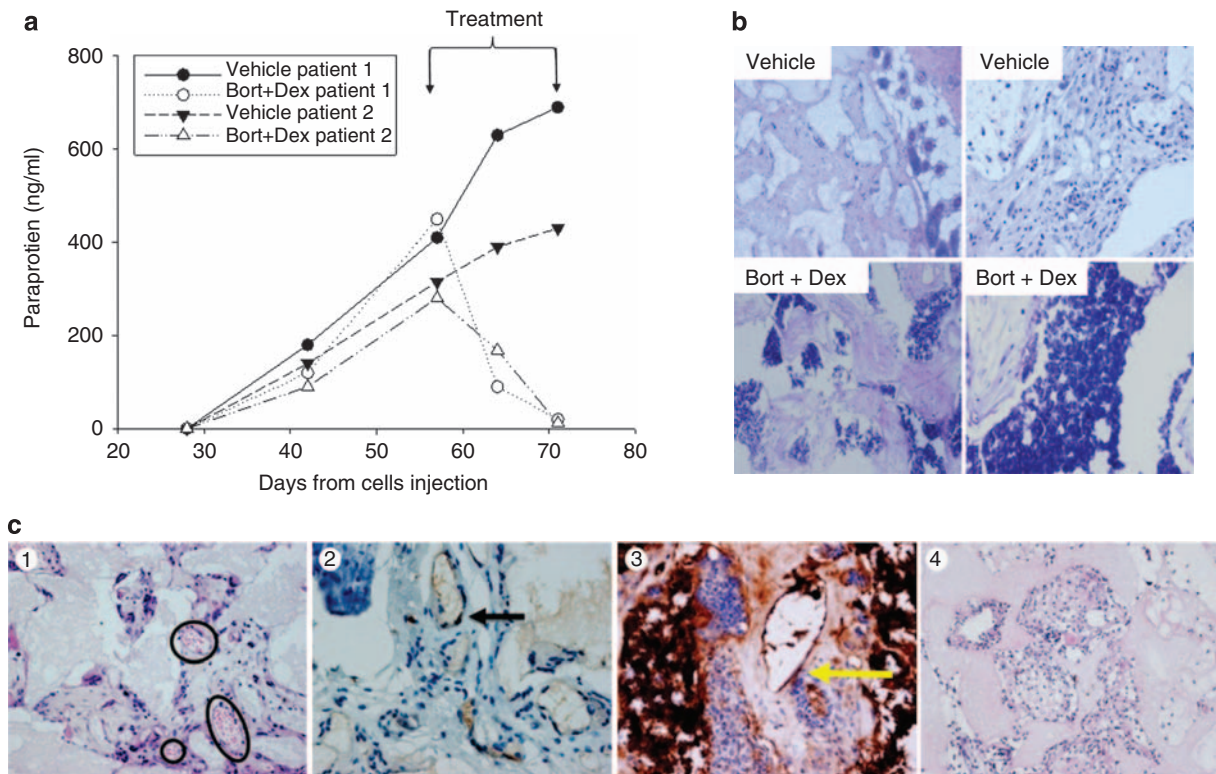 a
Treatment
800
600
400
200
0
Paraprotien (ng/ml)
Vehicle patient 1
Bort+Dex patient 1
Vehicle patient 2
Bort+Dex patient 2
20 30 40 50 60 70 80
Days from cells injection
b
Vehicle
Vehicle
Bort + Dex
Bort + Dex
c
1
2
3
4